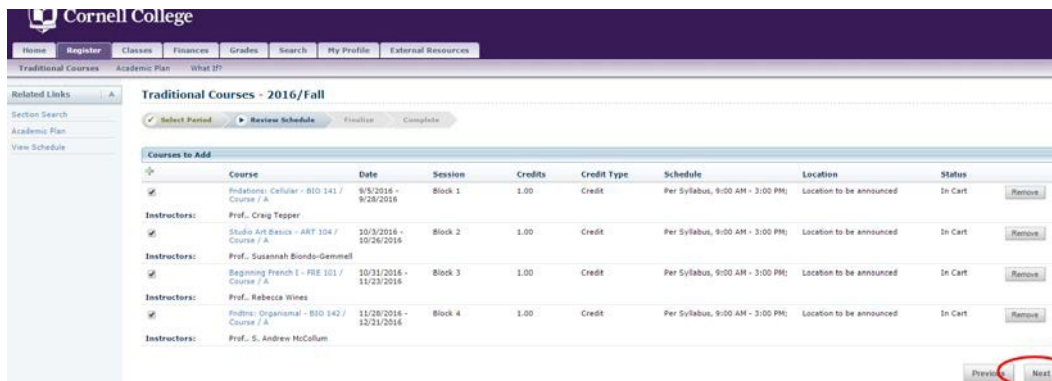 Cornell College
Home Register Classes Finances Grades Search My Profile External Resources
Traditional Courses Academic Plan What If?
Related Links
Section Search
Academic Plan
View Schedule
Traditional Courses - 2016/Fall
Select Period Review Schedule Finalize Complete
Courses to Add
Course Date Session Credits Credit Type Schedule Location Status
Fndations: Cellular - BIO 141 / 9/5/2016 - Block 1 1.00 Credit Per Syllabus, 9:00 AM - 3:00 PM; Location to be announced In Cart Remove
Course / A 9/28/2016
Instructors: Prof.. Craig Tepper
Studio Art Basics - ART 104 / 10/3/2016 - Block 2 1.00 Credit Per Syllabus, 9:00 AM - 3:00 PM; Location to be announced In Cart Remove
Course / A 10/26/2016
Instructors: Prof.. Susannah Biondo-Gemmell
Beginning French I - FRE 101 / 10/31/2016 - Block 3 1.00 Credit Per Syllabus, 9:00 AM - 3:00 PM; Location to be announced In Cart Remove
Course / A 11/23/2016
Instructors: Prof.. Rebecca Wines
Fndtns: Organismal - BIO 142 / 11/28/2016 - Block 4 1.00 Credit Per Syllabus, 9:00 AM - 3:00 PM; Location to be announced In Cart Remove
Course / A 12/21/2016
Instructors: Prof.. S. Andrew McCollum
Previous Next